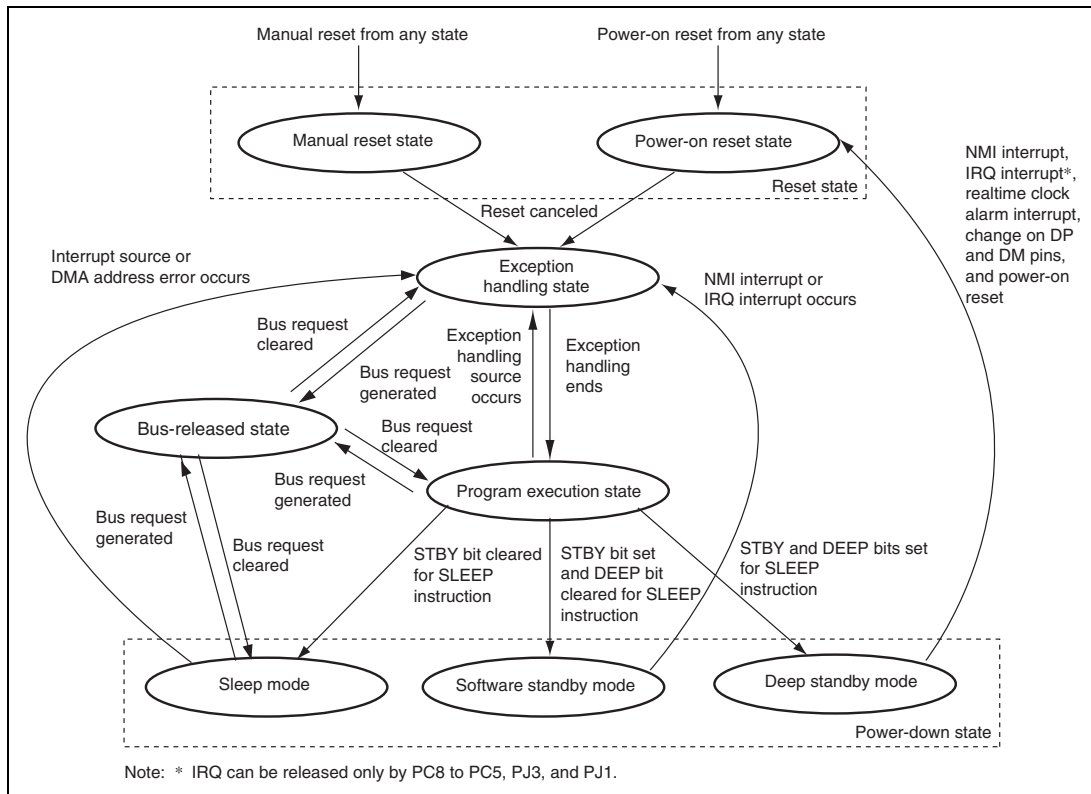 Manual reset from any state
Power-on reset from any state
Manual reset state
Power-on reset state
Reset state
NMI interrupt,
IRQ interrupt*,
realtime clock
alarm interrupt,
change on DP
and DM pins,
and power-on
reset
Reset canceled
Interrupt source or
DMA address error occurs
Exception
handling state
NMI interrupt or
IRQ interrupt occurs
Bus request
cleared
Bus request
generated
Exception
handling
source
occurs
Exception
handling
ends
Bus-released state
Bus request
cleared
Bus request
generated
Program execution state
Bus request
generated
Bus request
cleared
STBY bit cleared
for SLEEP
instruction
STBY bit set
and DEEP bit
cleared for SLEEP
instruction
STBY and DEEP bits set
for SLEEP
instruction
Sleep mode
Software standby mode
Deep standby mode
Power-down state
Note: * IRQ can be released only by PC8 to PC5, PJ3, and PJ1.